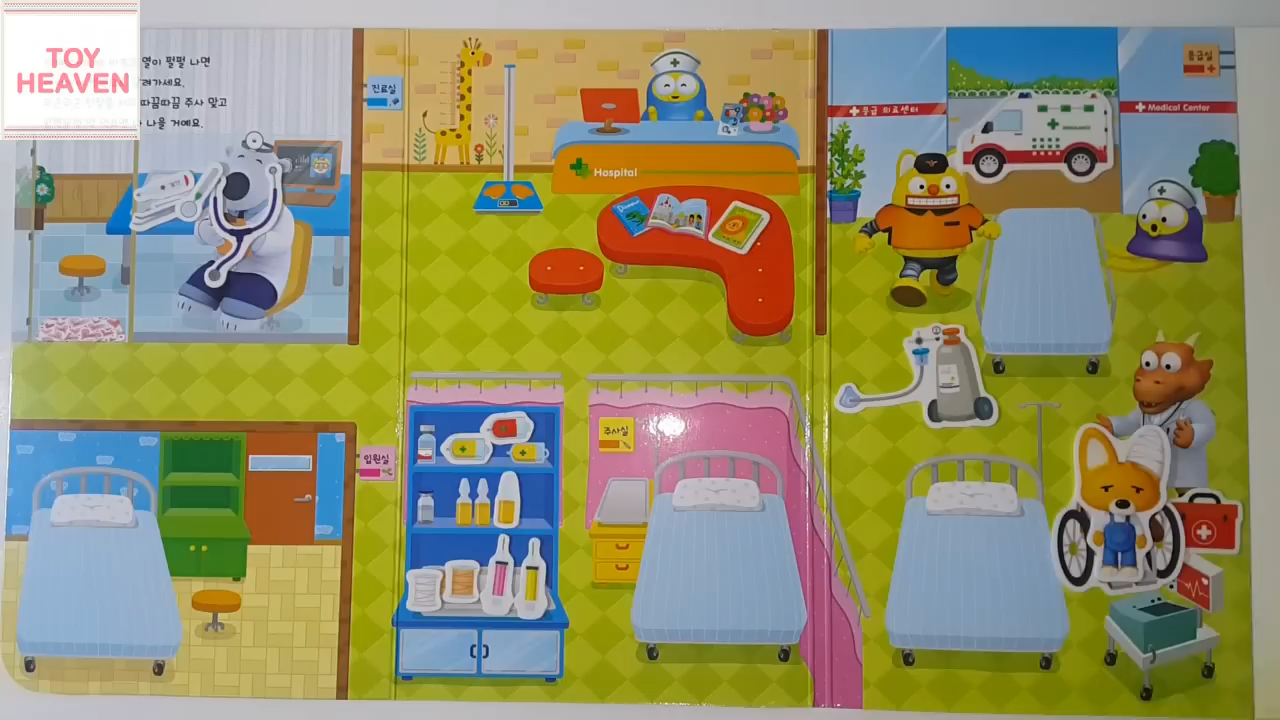 TOY
HEAVEN
열이 펄펄 나면
려가세요.
따끔따끔 주사 맞고
나을 거예요.
진료실
Hospital
Dinosaur
응급 의료센터
AMBULANCE
Medical Center
응급실
주사실
입원실